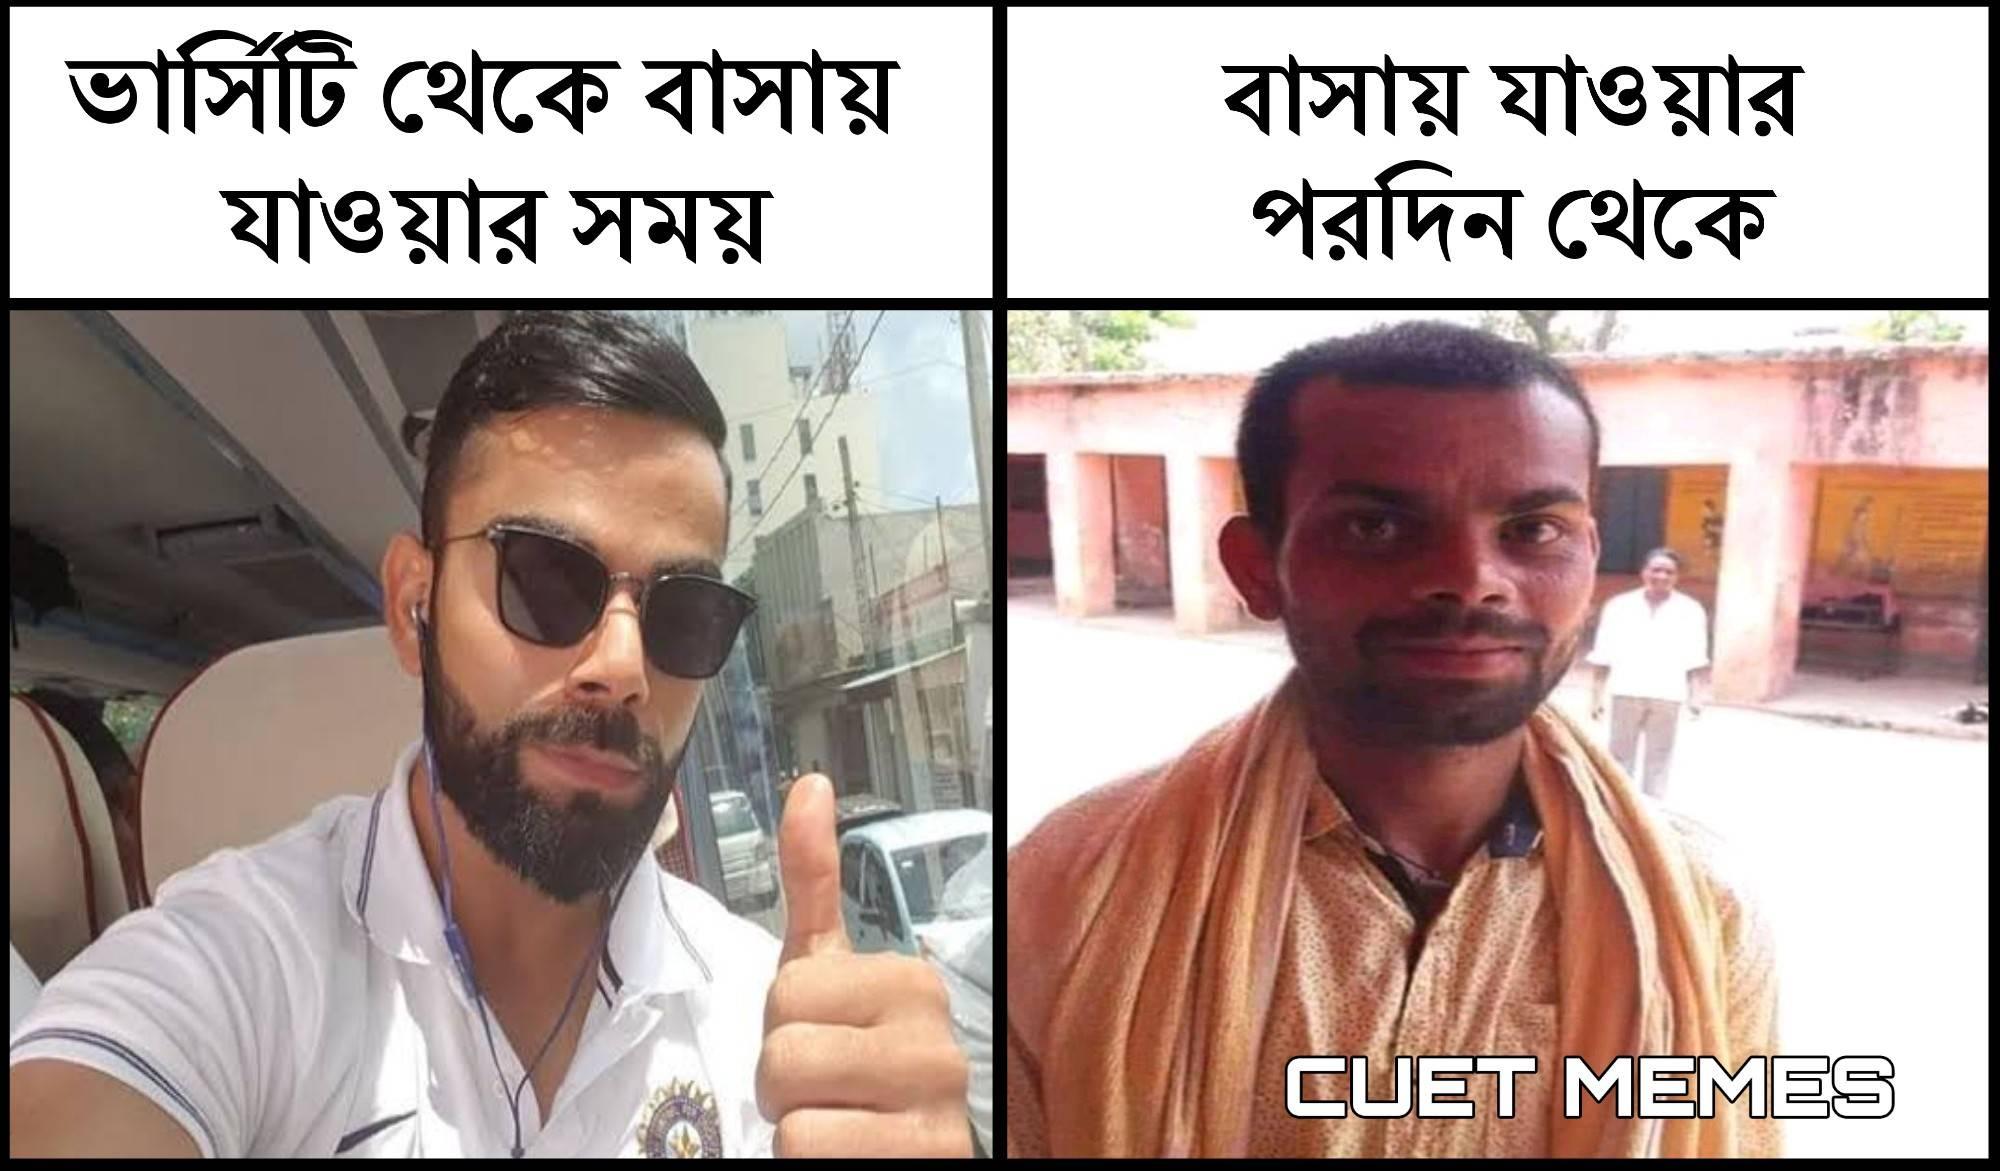 ভার্সিটি থেকে বাসায়
যাওয়ার সময়
বাসায় যাওয়ার
পরদিন থেকে
CUET MEMES